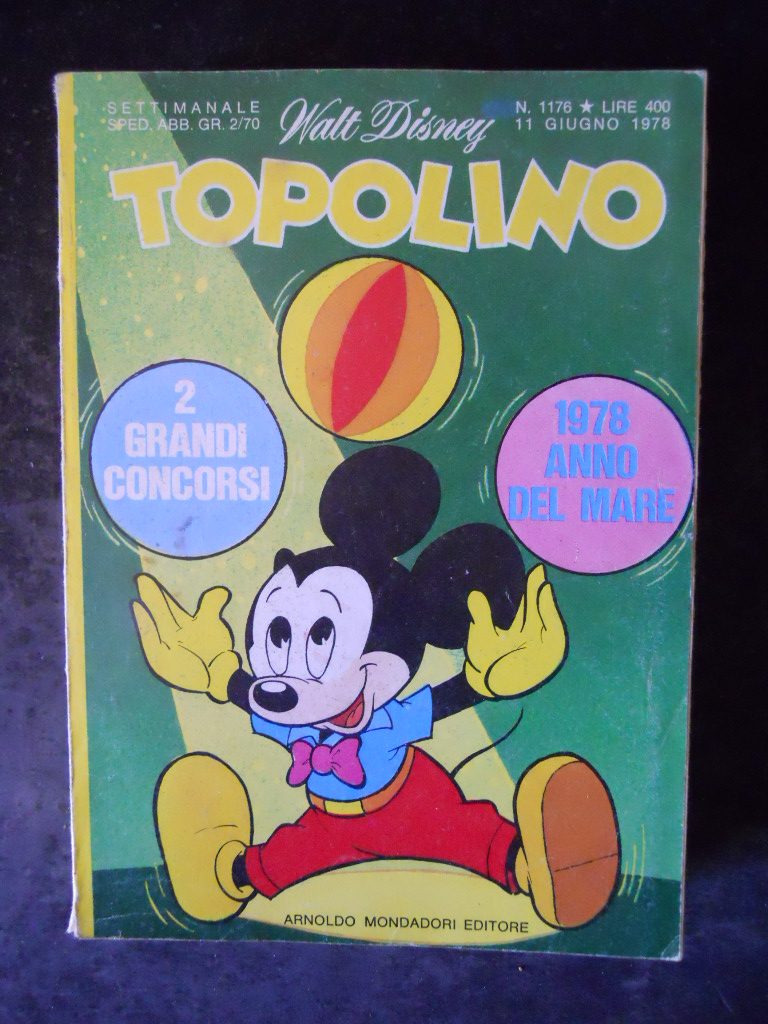 SETTIMANALE
SPED. ABB. GR. 2/70
Walt Disney
N. 1176 ★ LIRE 400
11 GIUGNO 1978
TOPOLINO
2
GRANDI
CONCORSI
1978
ANNO
DEL MARE
ARNOLDO MONDADORI EDITORE